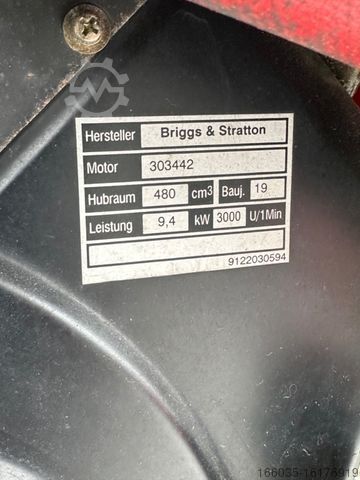 Hersteller Briggs & Stratton
Motor 303442
Hubraum 480 cm3 Bauj. 19
Leistung 9,4 kW 3000 U/1Min
9122030594
166035-16176919